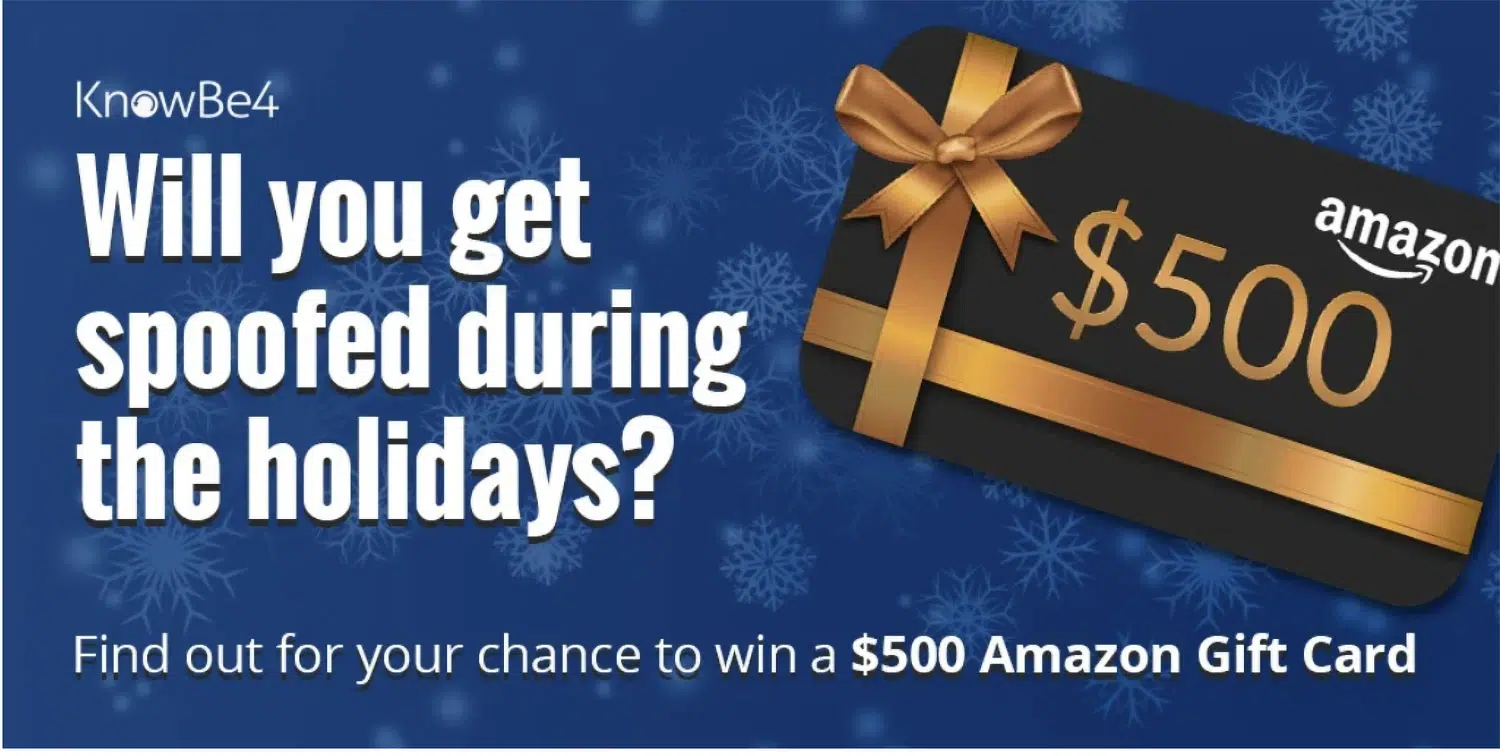 KnowBe4
Will you get
spoofed during
the holidays?
amazon
$500
Find out for your chance to win a $500 Amazon Gift Card